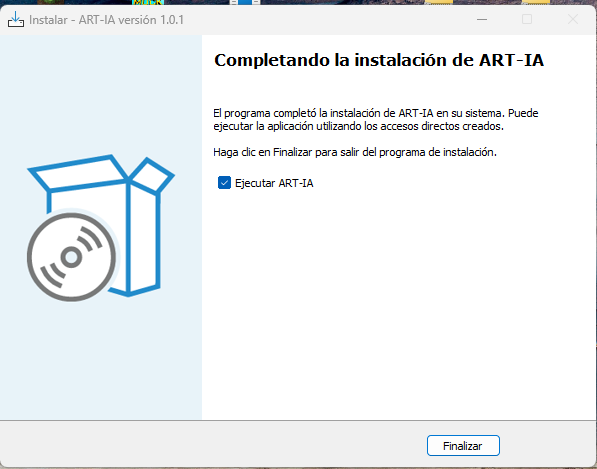 Instalar - ART-IA versión 1.0.1
Completando la instalación de ART-IA
El programa completó la instalación de ART-IA en su sistema. Puede
ejecutar la aplicación utilizando los accesos directos creados.
Haga clic en Finalizar para salir del programa de instalación.
Ejecutar ART-IA
Finalizar